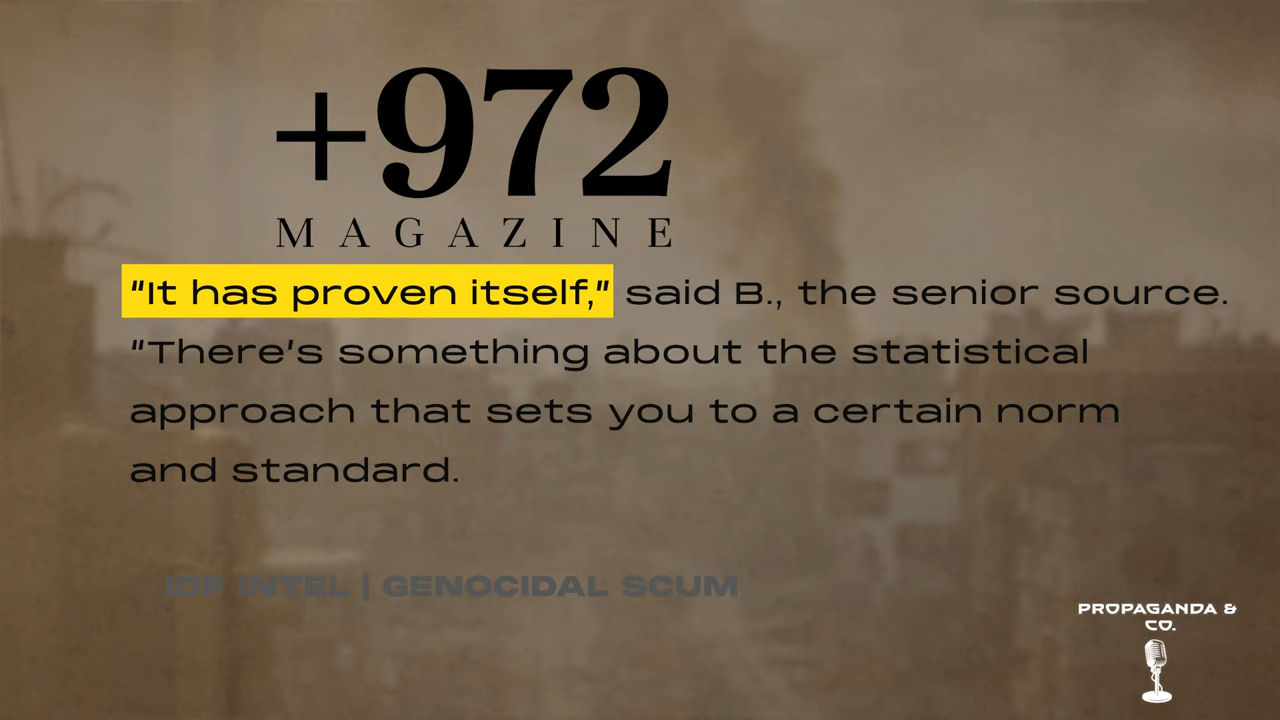 +972
MAGAZINE
“It has proven itself,” said B., the senior source.
“There’s something about the statistical
approach that sets you to a certain norm
and standard.
IDF INTEL | GENOCIDAL SCUM
PROPAGANDA &
CO.